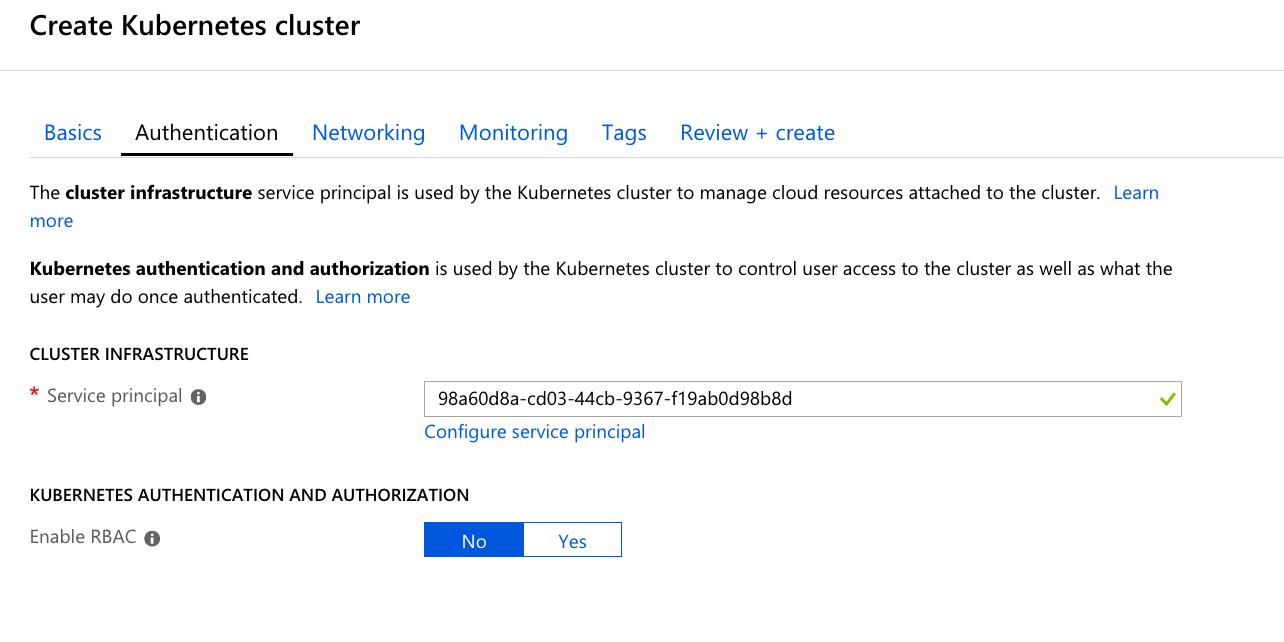 Create Kubernetes cluster
Basics Authentication Networking Monitoring Tags Review + create
The cluster infrastructure service principal is used by the Kubernetes cluster to manage cloud resources attached to the cluster. Learn
more
Kubernetes authentication and authorization is used by the Kubernetes cluster to control user access to the cluster as well as what the
user may do once authenticated. Learn more
CLUSTER INFRASTRUCTURE
* Service principal
98a60d8a-cd03-44cb-9367-f19ab0d98b8d
Configure service principal
KUBERNETES AUTHENTICATION AND AUTHORIZATION
Enable RBAC
No Yes